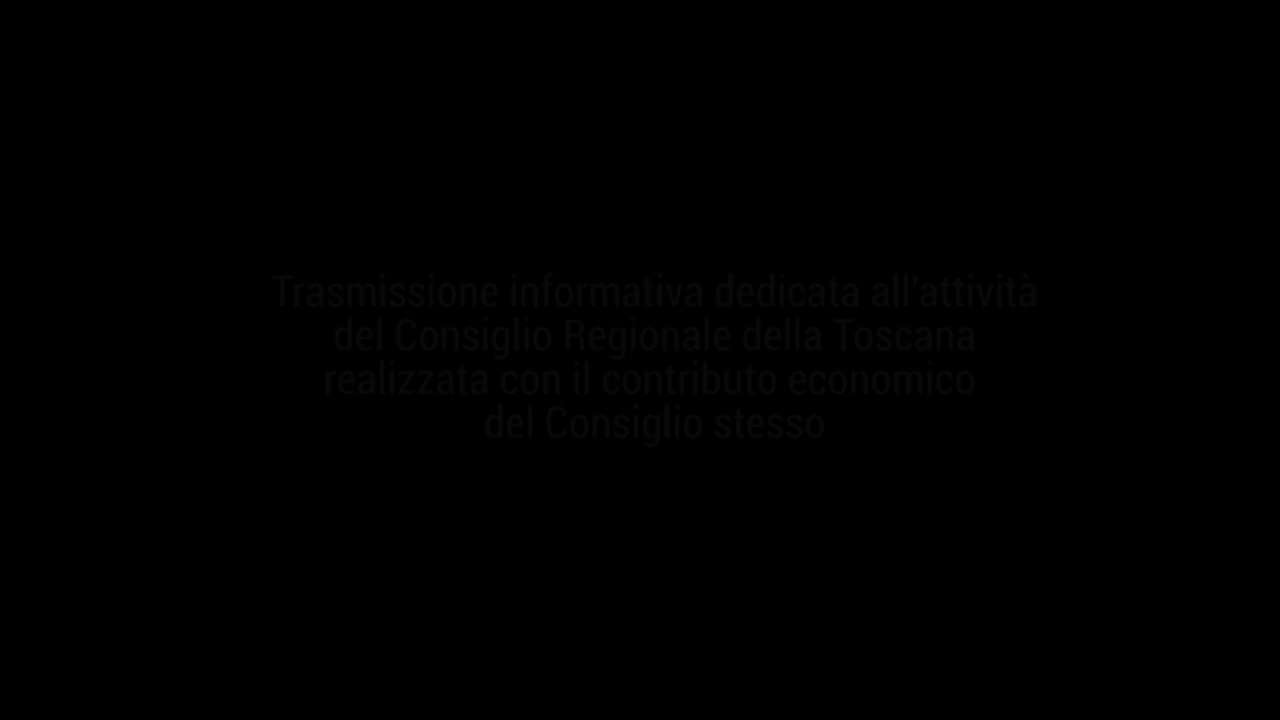 Trasmissione informativa dedicata all'attività
del Consiglio Regionale della Toscana
realizzata con il contributo economico
del Consiglio stesso